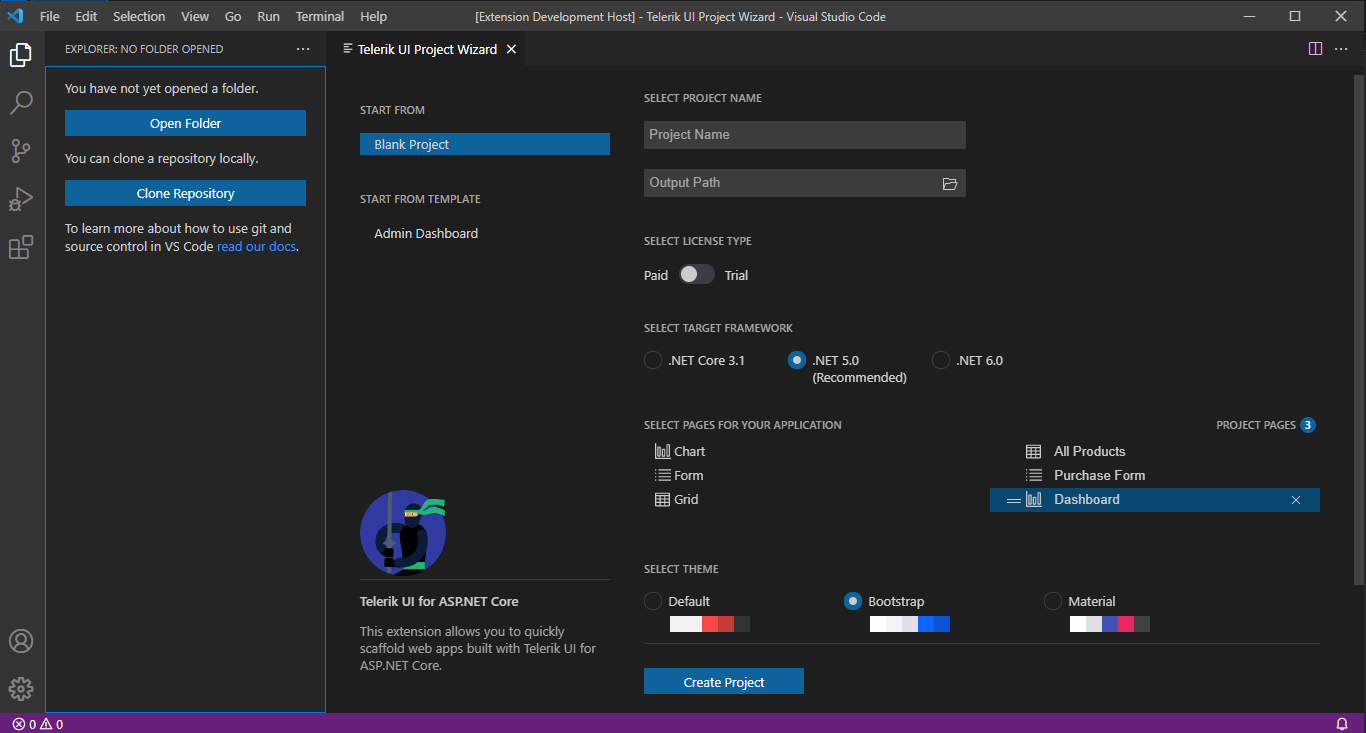 File Edit Selection View Go Run Terminal Help [Extension Development Host] - Telerik UI Project Wizard - Visual Studio Code
EXPLORER: NO FOLDER OPENED
You have not yet opened a folder.
Open Folder
You can clone a repository locally.
Clone Repository
To learn more about how to use git and
source control in VS Code read our docs.
Telerik UI Project Wizard
START FROM
Blank Project
START FROM TEMPLATE
Admin Dashboard
Telerik UI for ASP.NET Core
This extension allows you to quickly
scaffold web apps built with Telerik UI for
ASP.NET Core.
SELECT PROJECT NAME
Project Name
Output Path
SELECT LICENSE TYPE
Paid Trial
SELECT TARGET FRAMEWORK
.NET Core 3.1 .NET 5.0 .NET 6.0
(Recommended)
SELECT PAGES FOR YOUR APPLICATION
Chart
Form
Grid
PROJECT PAGES 3
All Products
Purchase Form
Dashboard
SELECT THEME
Default Bootstrap Material
Create Project
0 0